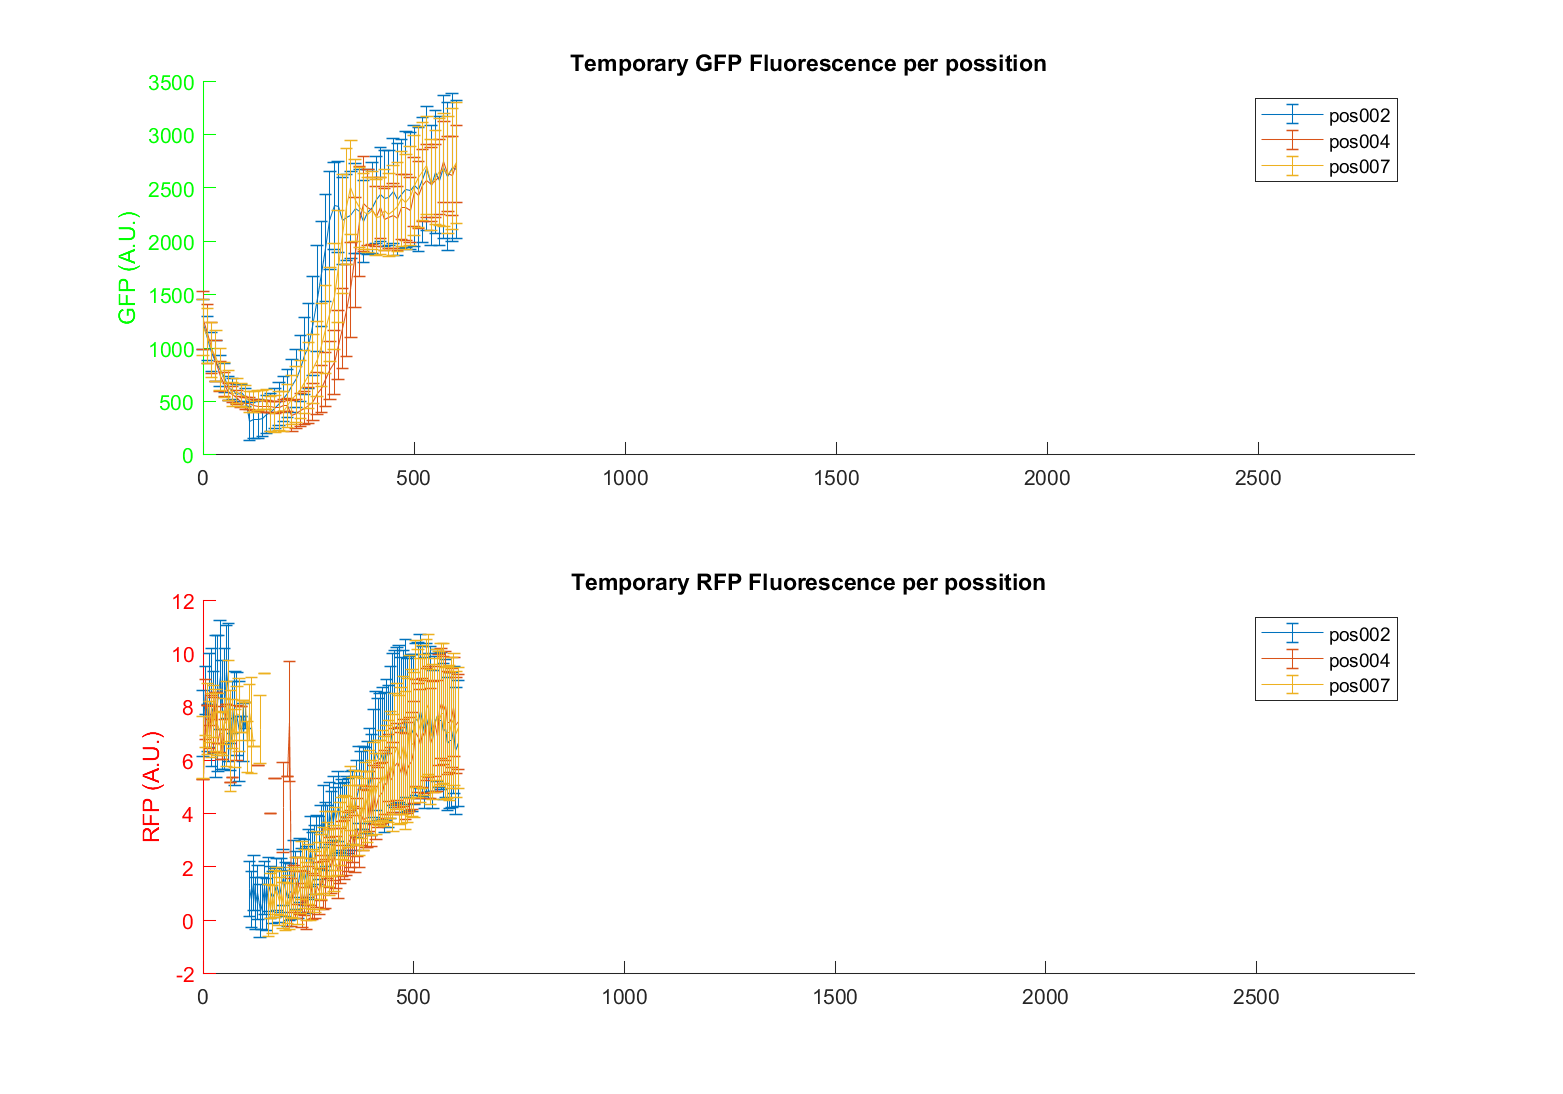 Temporary GFP Fluorescence per possition
GFP (A.U.)
3500
3000
2500
2000
1500
1000
500
0
0 500 1000 1500 2000 2500
pos002
pos004
pos007
Temporary RFP Fluorescence per possition
RFP (A.U.)
12
10
8
6
4
2
0
-2
0 500 1000 1500 2000 2500
pos002
pos004
pos007